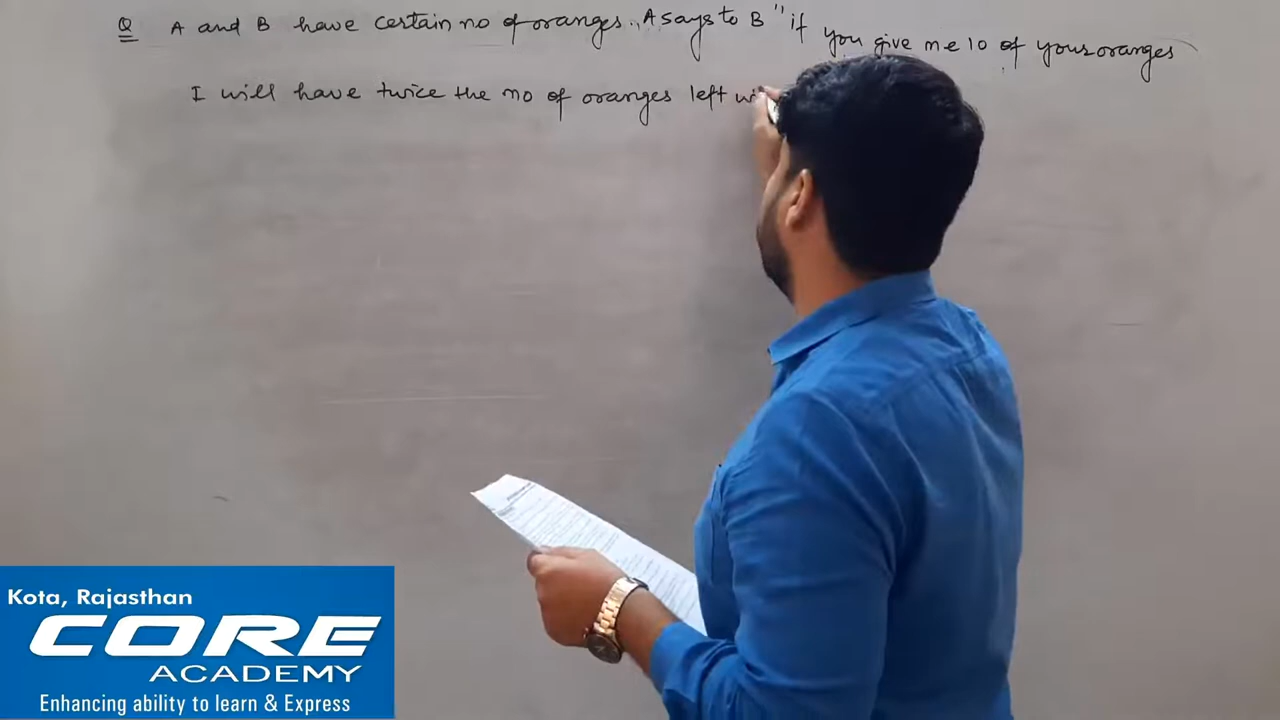 Q A and B have certain no of oranges. A says to B "if you give me 10 of your oranges
I will have twice the no of oranges left wi
Kota, Rajasthan
CORE
ACADEMY
Enhancing ability to learn & Express